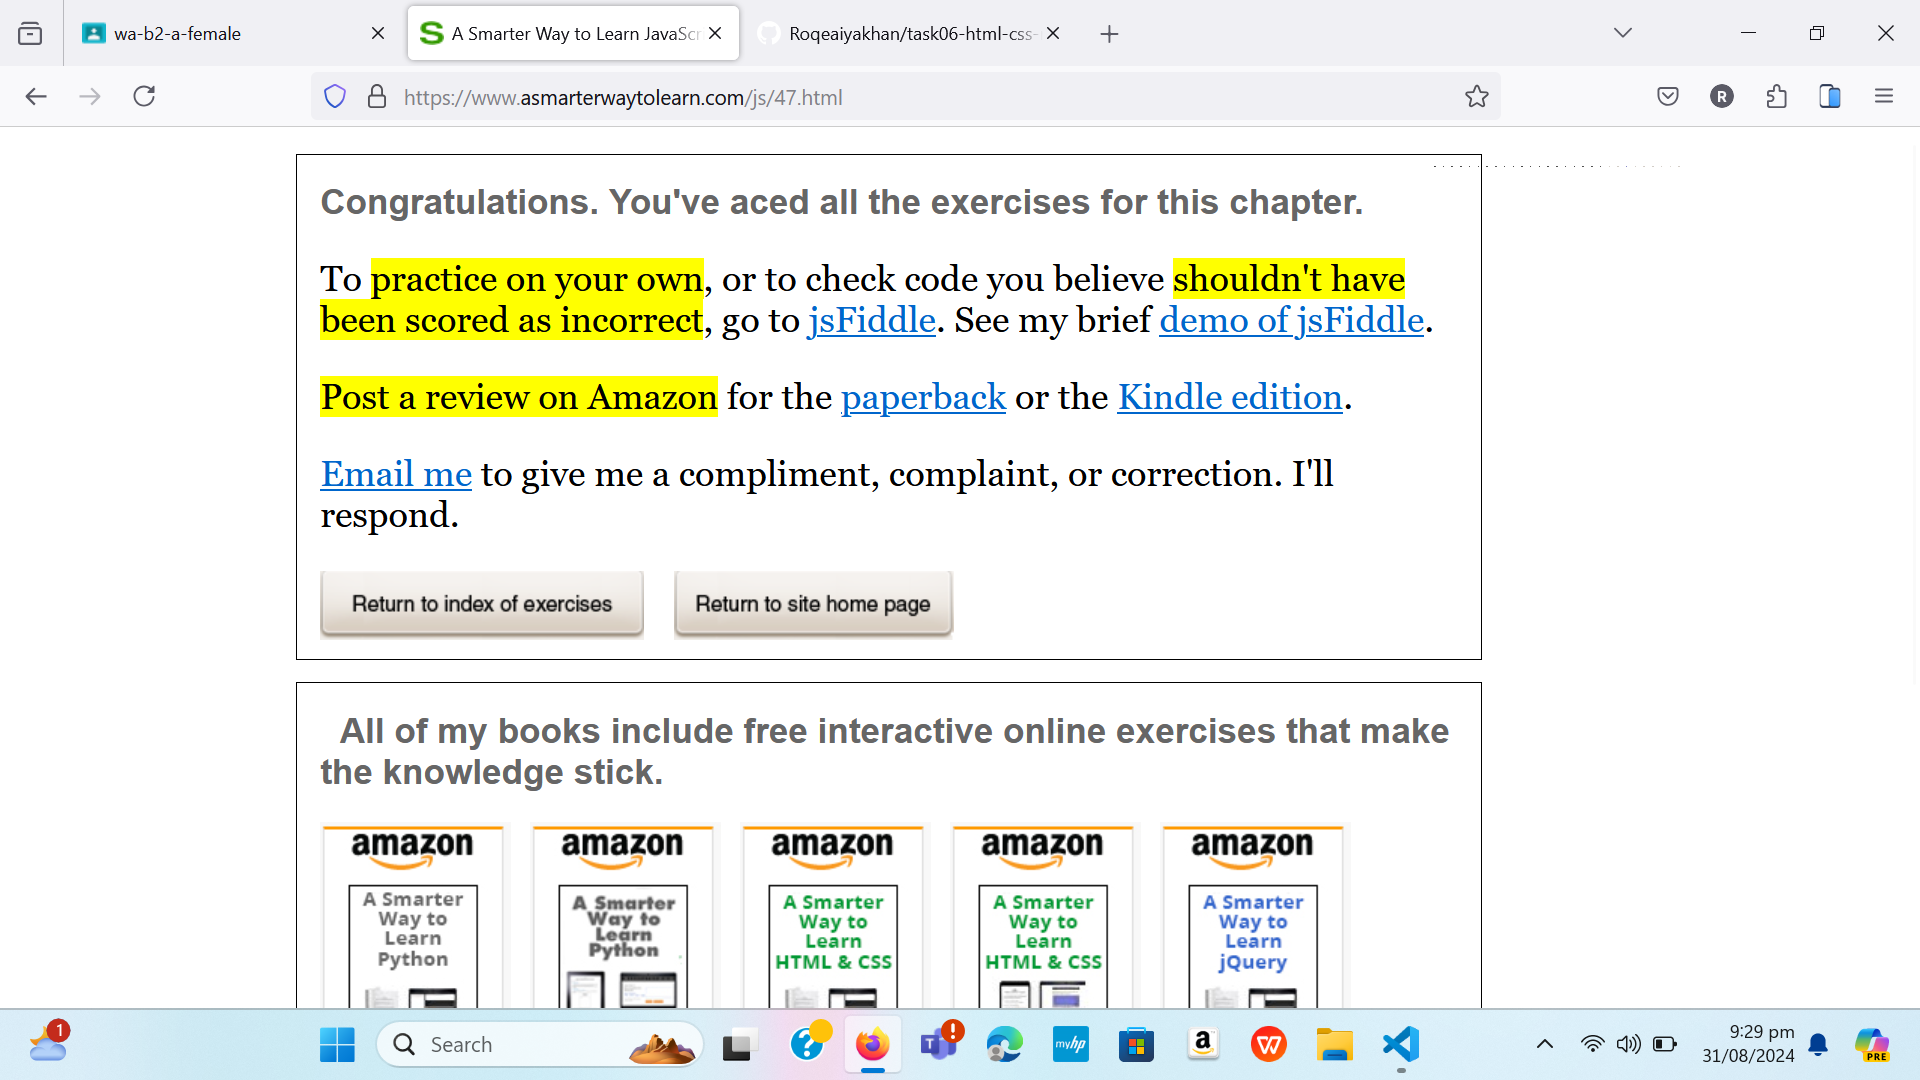 wa-b2-a-female
A Smarter Way to Learn JavaScr
Roqeaiyakhan/task06-html-css-
https://www.asmarterwaytolearn.com/js/47.html
R
Congratulations. You've aced all the exercises for this chapter.
To practice on your own, or to check code you believe shouldn't have
been scored as incorrect, go to jsFiddle. See my brief demo of jsFiddle.
Post a review on Amazon for the paperback or the Kindle edition.
Email me to give me a compliment, complaint, or correction. I'll
respond.
Return to index of exercises
Return to site home page
All of my books include free interactive online exercises that make
the knowledge stick.
amazon
A Smarter
Way to
Learn
Python
amazon
A Smarter
Way to
Learn
Python
amazon
A Smarter
Way to
Learn
HTML & CSS
amazon
A Smarter
Way to
Learn
HTML & CSS
amazon
A Smarter
Way to
Learn
jQuery
1
Search
myhp
a
W
9:29 pm
31/08/2024
PRE